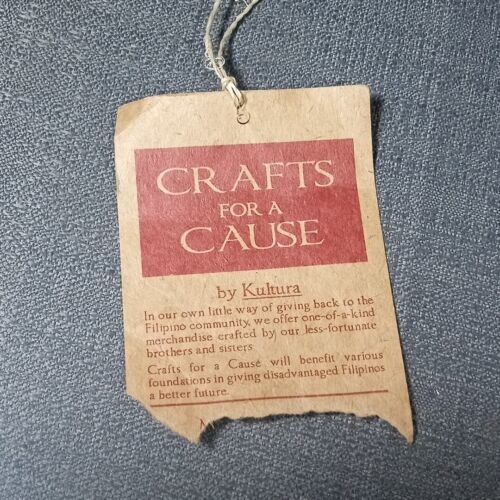 CRAFTS
FOR A
CAUSE
by Kultura
In our own little way of giving back to the
Filipino community, we offer one-of-a-kind
merchandise crafted by our less-fortunate
brothers and sisters.
Crafts for a Cause will benefit various
foundations in giving disadvantaged Filipinos
a better future.